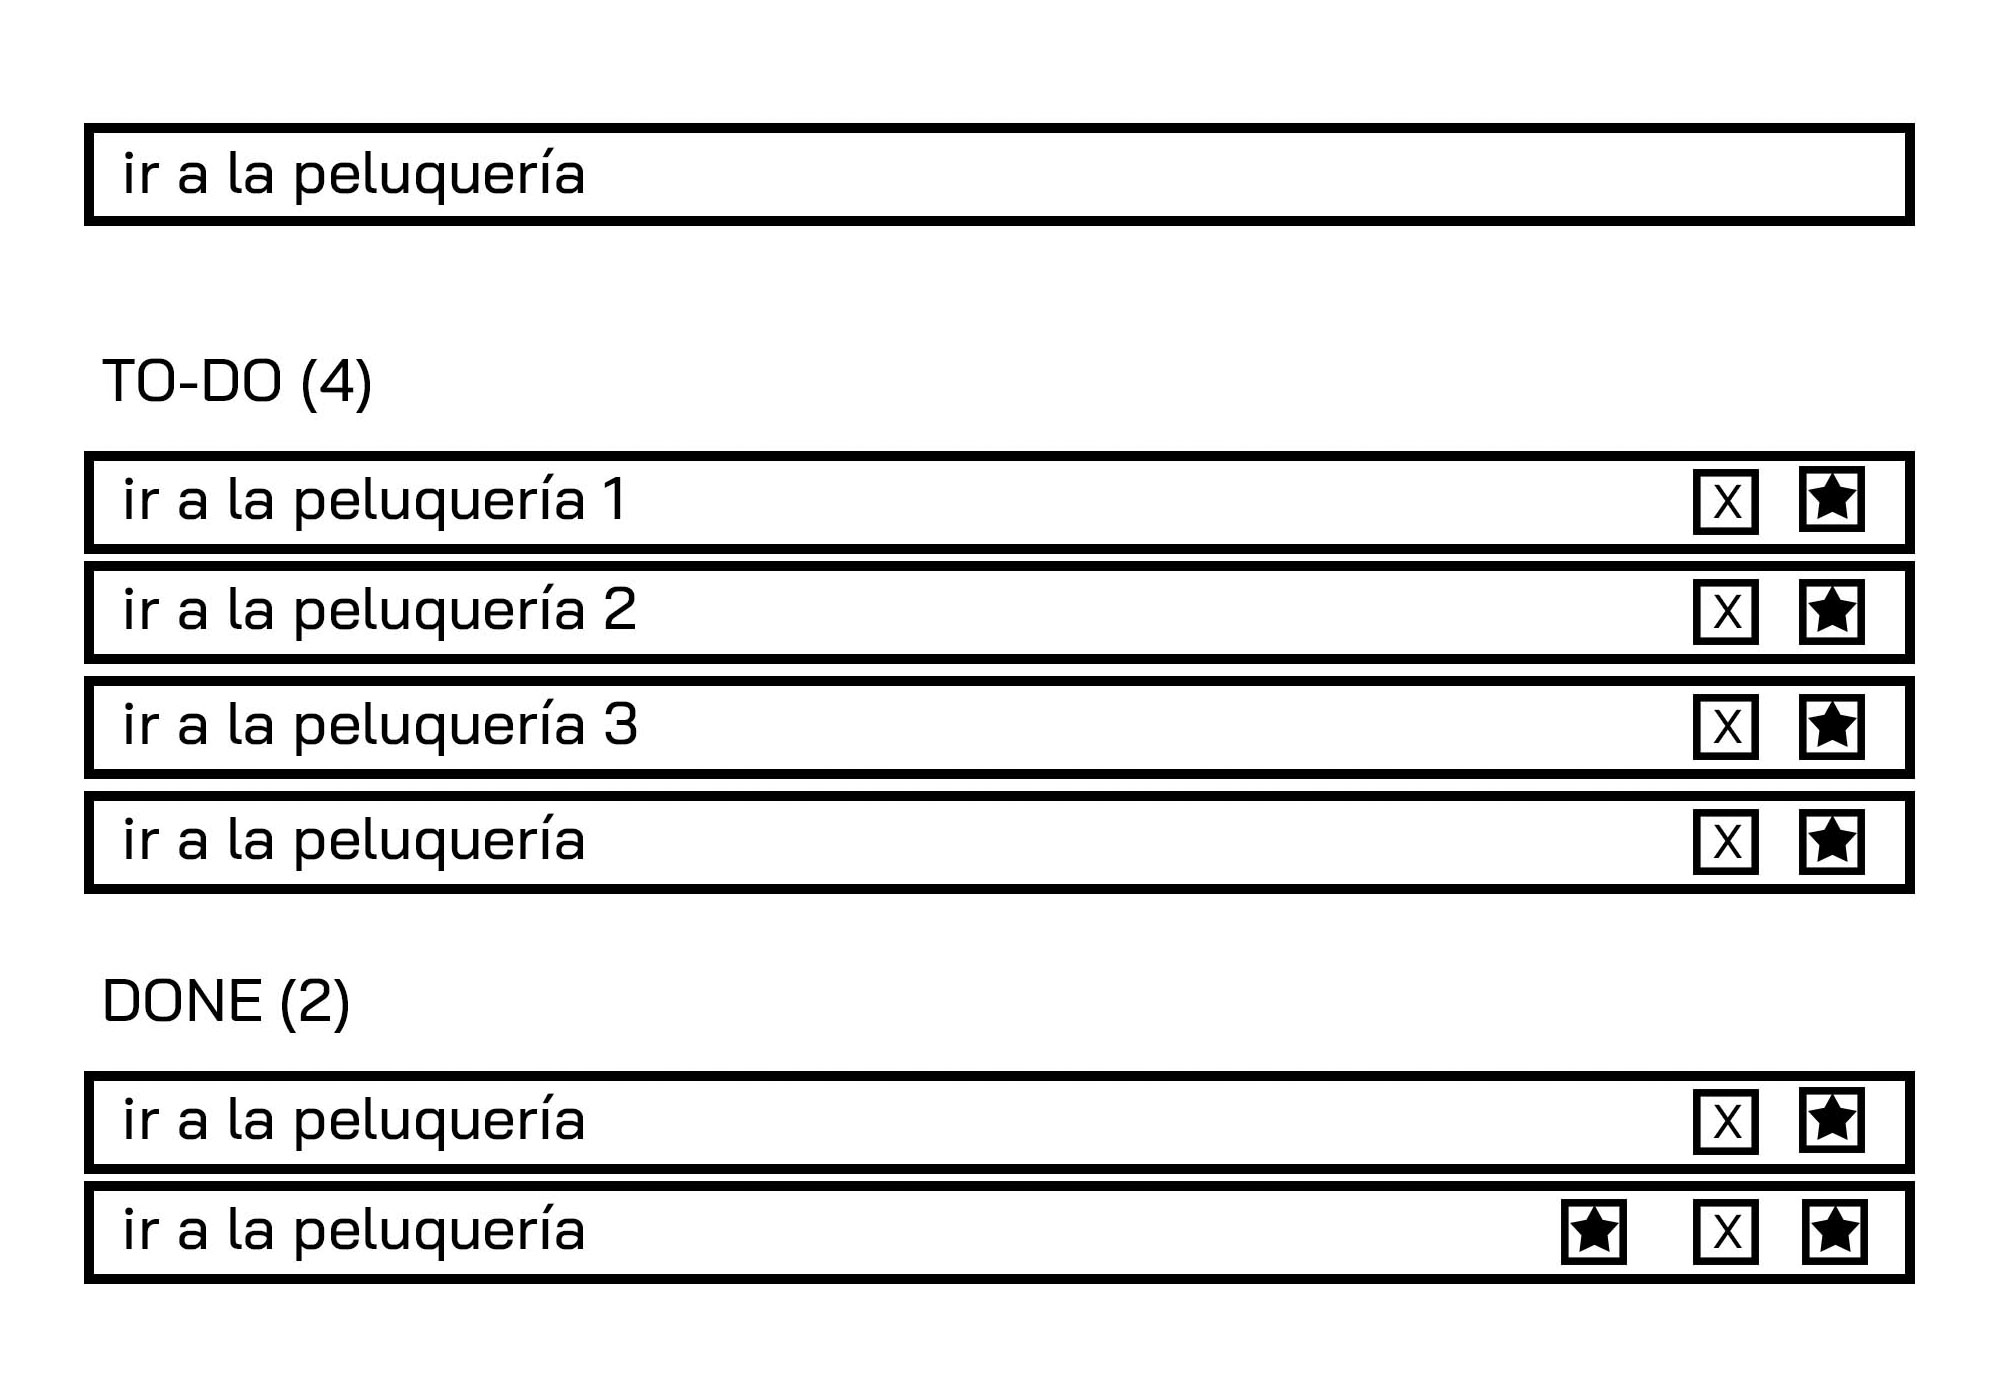 ir a la peluquería
TO-DO (4)
ir a la peluquería 1 X
ir a la peluquería 2 X
ir a la peluquería 3 X
ir a la peluquería X
DONE (2)
ir a la peluquería X
ir a la peluquería X